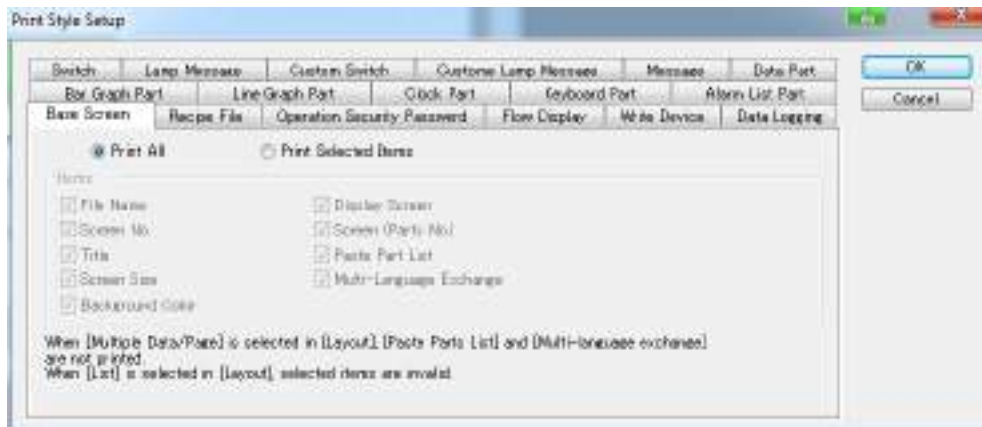 Print Style Setup
Switch Lamp Message Custom Switch Custome Lamp Message Message Data Part
OK
Bar Graph Part Line Graph Part Clock Part Keyboard Part Alarm List Part
Cancel
Base Screen Recipe File Operation Security Password Flow Display Write Device Data Logging
Print All Print Selected Items
Items
File Name Display Screen
Screen No. Screen (Parts No.)
Title Paste Part List
Screen Size Multi-Language Exchange
Background Color
When [Multiple Data/Page] is selected in [Layout], [Paste Parts List] and [Multi-language exchange]
are not printed.
When [List] is selected in [Layout], selected items are invalid.